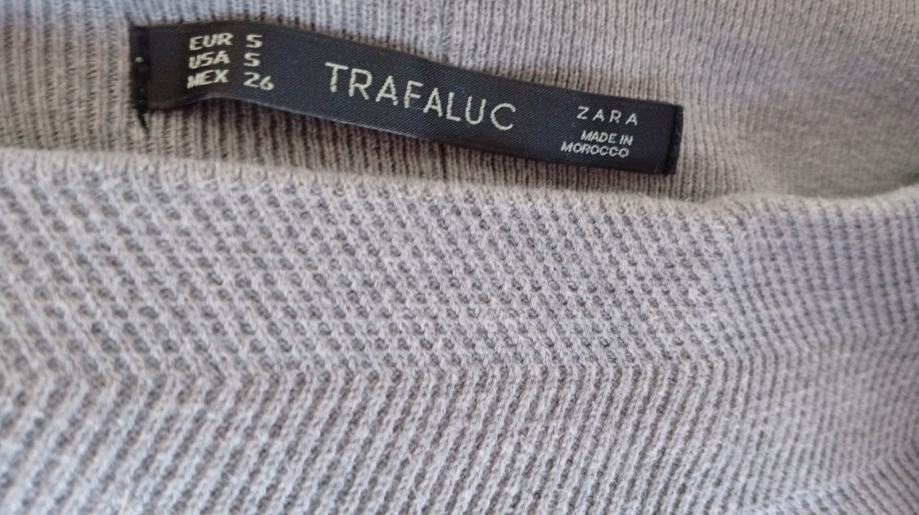 EUR S
USA S
MEX 26
TRAFALUC
ZARA
MADE IN
MOROCCO